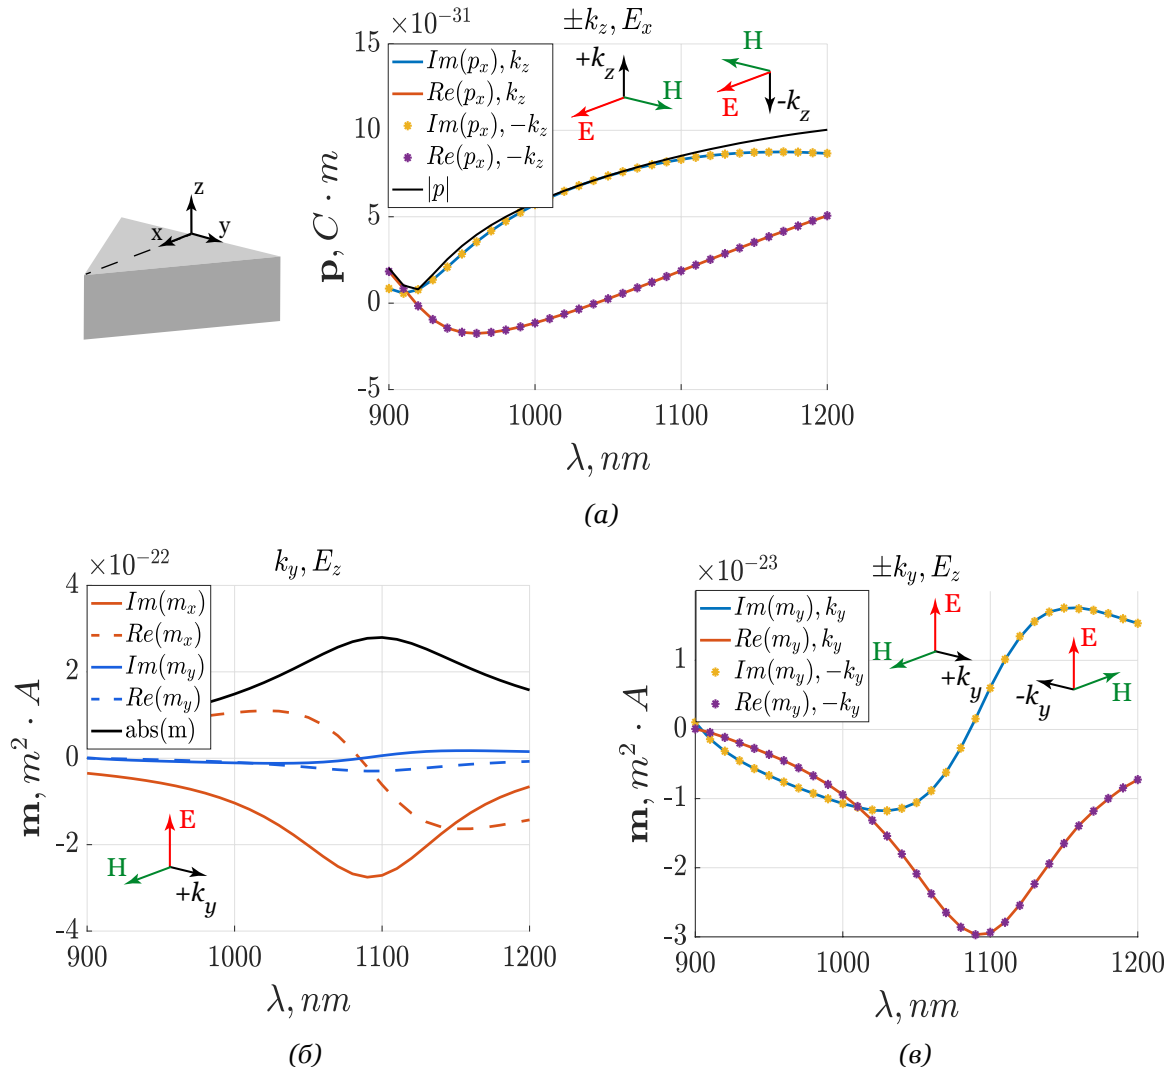 ×10⁻³¹
±k_z, E_x
15
10
5
0
-5
Im(p_x), k_z
Re(p_x), k_z
Im(p_x), -k_z
Re(p_x), -k_z
|p|
+k_z
H
E
H
E
-k_z
p, C · m
900
1000
1100
1200
λ, nm
z
x
y
(а)
×10⁻²²
k_y, E_z
4
2
0
-2
-4
Im(m_x)
Re(m_x)
Im(m_y)
Re(m_y)
abs(m)
E
H
+k_y
m, m² · A
900
1000
1100
1200
λ, nm
(б)
×10⁻²³
±k_y, E_z
1
0
-1
-2
-3
Im(m_y), k_y
Re(m_y), k_y
Im(m_y), -k_y
Re(m_y), -k_y
E
H
+k_y
E
H
-k_y
m, m² · A
900
1000
1100
1200
λ, nm
(в)